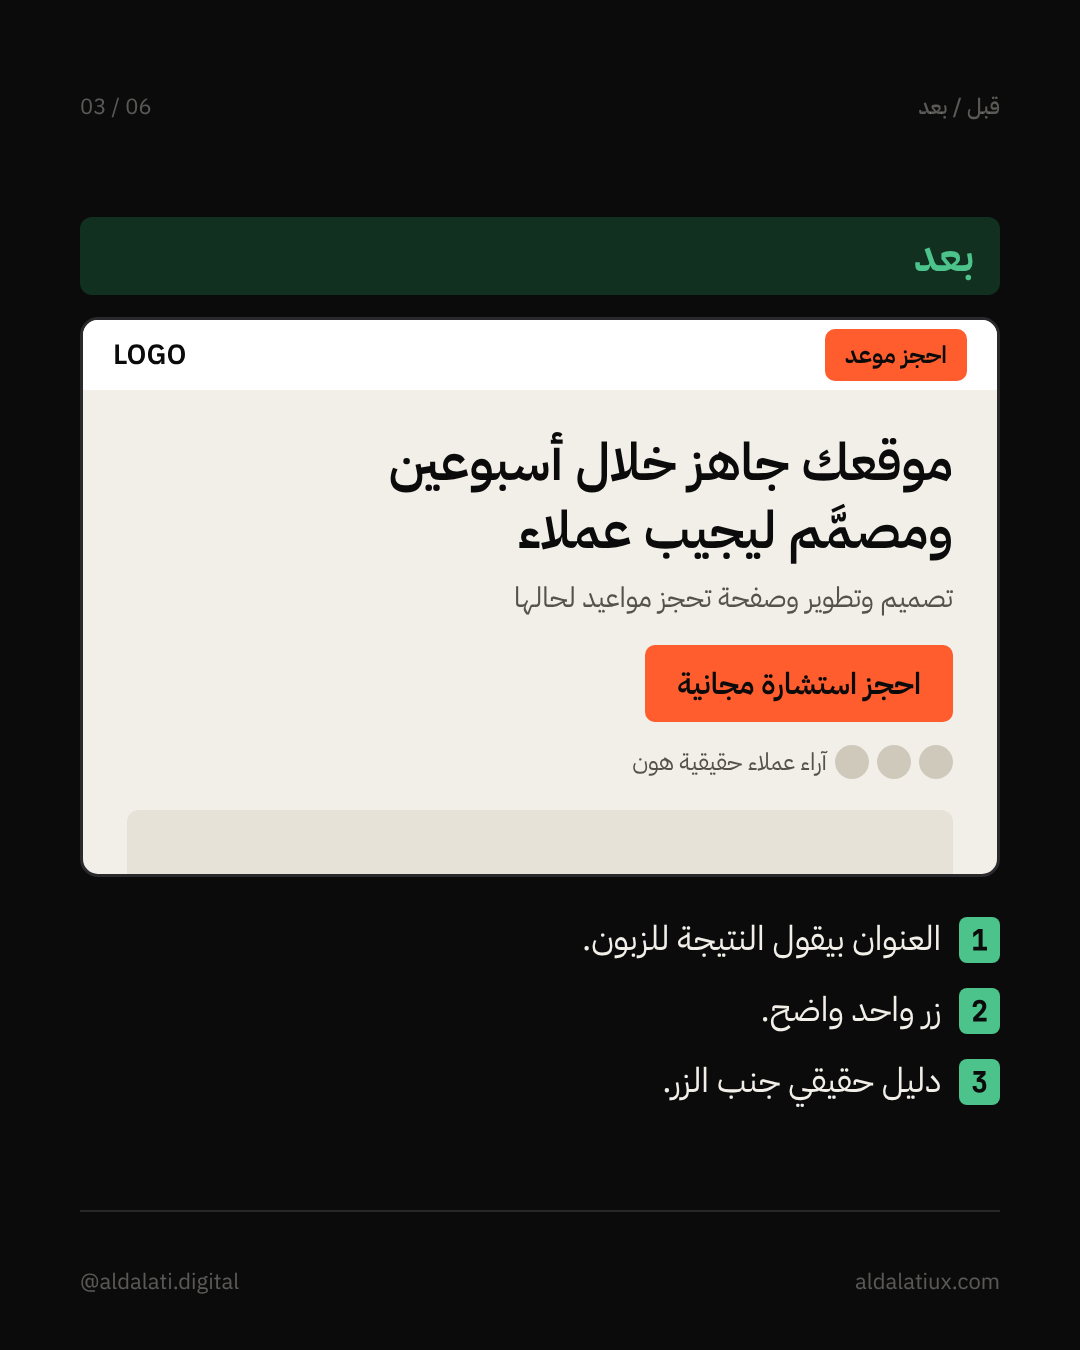 قبل / بعد
03 / 06
بعد
احجز موعد
LOGO
موقعك جاهز خلال أسبوعين
ومصمَّم ليجيب عملاء
تصميم وتطوير وصفحة تحجز مواعيد لحالها
احجز استشارة مجانية
آراء عملاء حقيقية هون
1 العنوان بيقول النتيجة للزبون.
2 زر واحد واضح.
3 دليل حقيقي جنب الزر.
aldalatiux.com
@aldalati.digital